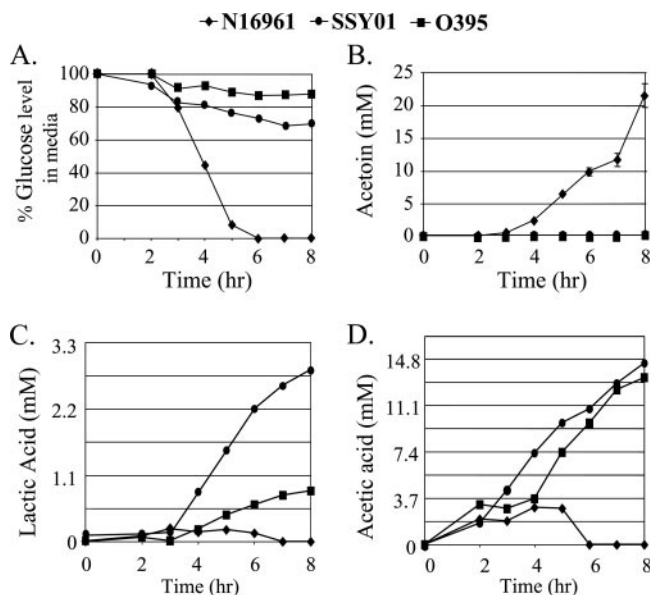 N16961 SSY01 O395
A.
% Glucose level
in media
100
80
60
40
20
0
0 2 4 6 8
Time (hr)
B.
Acetoin (mM)
25
20
15
10
5
0
0 2 4 6 8
Time (hr)
C.
Lactic Acid (mM)
3.3
2.2
1.1
0
0 2 4 6 8
Time (hr)
D.
Acetic acid (mM)
14.8
11.1
7.4
3.7
0
0 2 4 6 8
Time (hr)